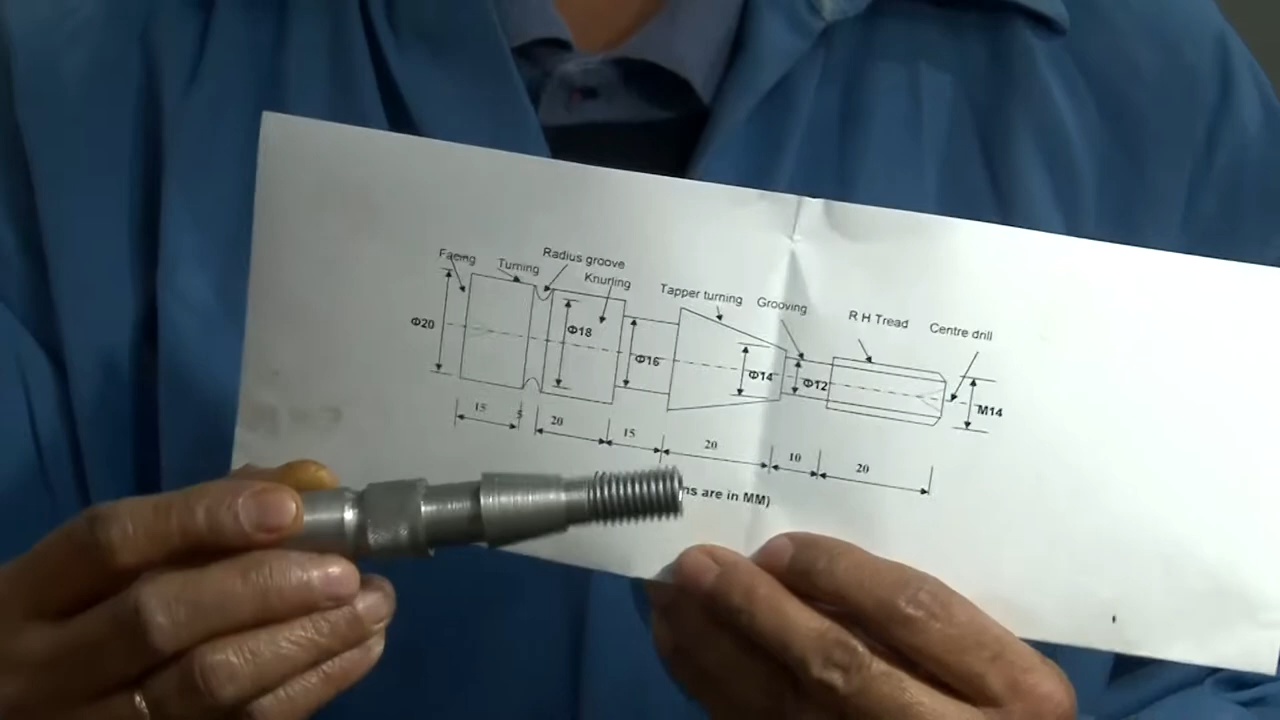 Facing
Turning
Radius groove
Knurling
Tapper turning
Grooving
R H Tread
Centre drill
Φ20
Φ18
Φ16
Φ14
Φ12
M14
15
5
20
15
20
10
20
are in MM)